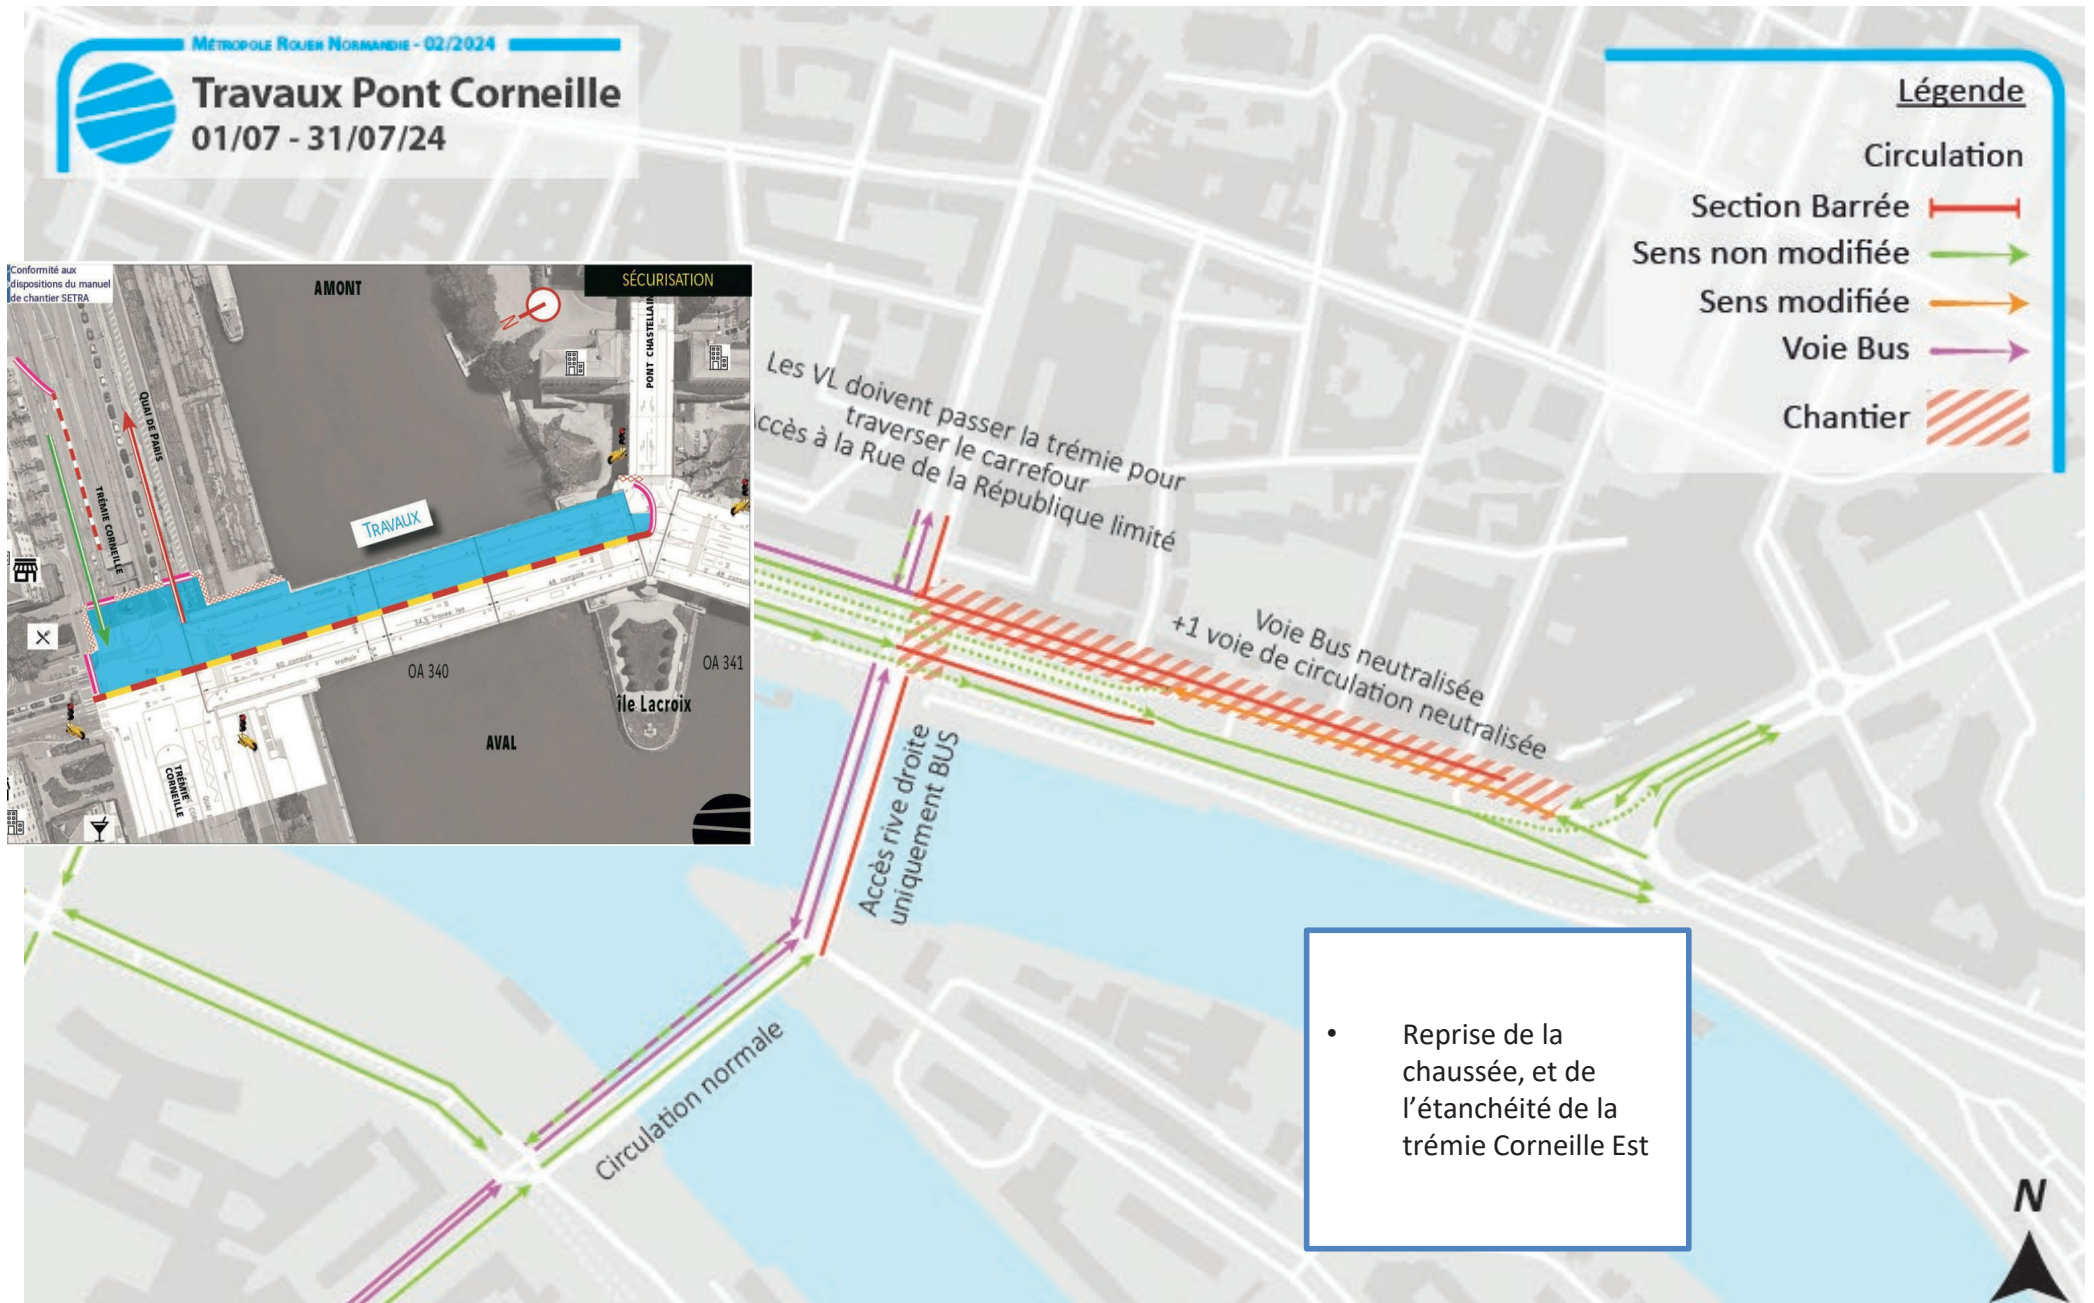 MÉTROPOLE ROUEN NORMANDIE - 02/2024
Travaux Pont Corneille
01/07 - 31/07/24
Légende
Circulation
Section Barrée
Sens non modifiée
Sens modifiée
Voie Bus
Chantier
Conformité aux
dispositions du manuel
de chantier SETRA
AMONT
SÉCURISATION
N
PONT CHASTELLAIN
QUAI DE PARIS
TRÉMIE CORNEILLE
TRAVAUX
OA 340
OA 341
île Lacroix
AVAL
TRÉMIE
CORNEILLE
Les VL doivent passer la trémie pour
traverser le carrefour
ccès à la Rue de la République limité
Voie Bus neutralisée
+1 voie de circulation neutralisée
Accès rive droite
uniquement BUS
Circulation normale
• Reprise de la
chaussée, et de
l’étanchéité de la
trémie Corneille Est
N